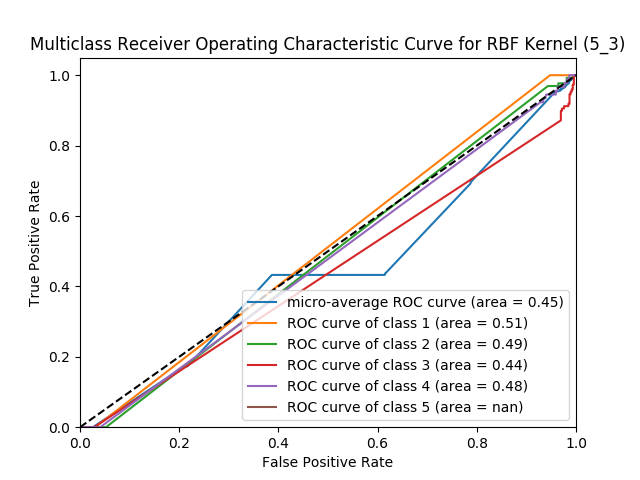 Multiclass Receiver Operating Characteristic Curve for RBF Kernel (5_3)
1.0
0.8
0.6
0.4
0.2
0.0
True Positive Rate
micro-average ROC curve (area = 0.45)
ROC curve of class 1 (area = 0.51)
ROC curve of class 2 (area = 0.49)
ROC curve of class 3 (area = 0.44)
ROC curve of class 4 (area = 0.48)
ROC curve of class 5 (area = nan)
0.0 0.2 0.4 0.6 0.8 1.0
False Positive Rate